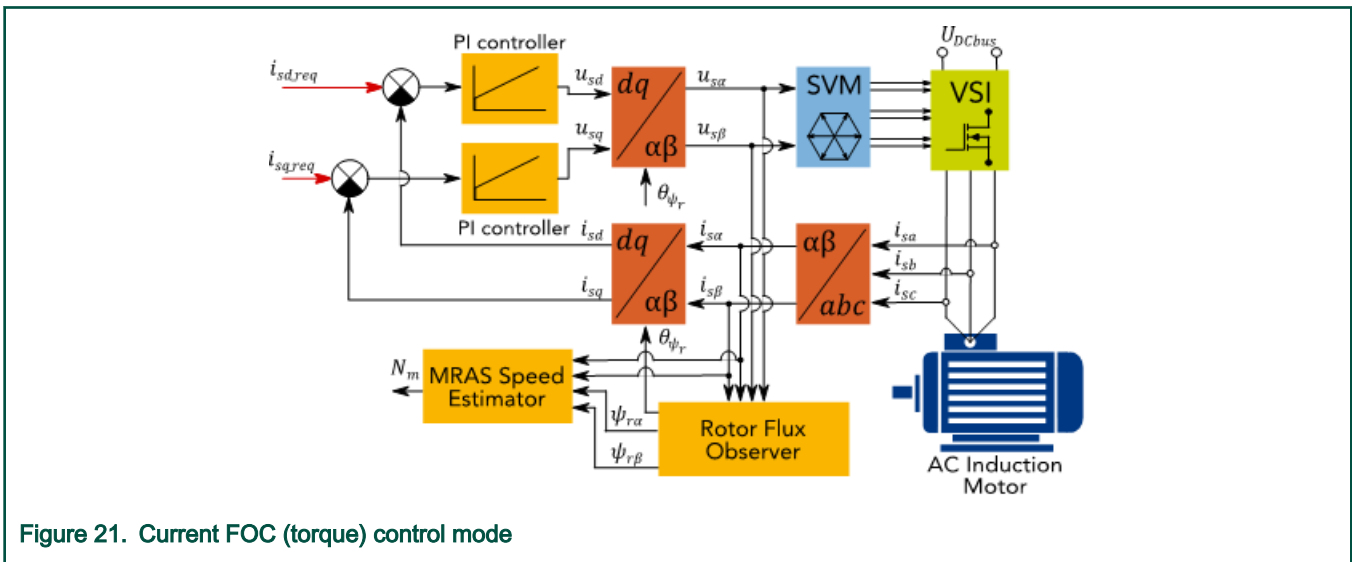 PI controller
U_DCbus
i_sd,req
u_sd
dq
αβ
u_sα
SVM
VSI
i_sq,req
u_sq
u_sβ
θ_ψr
PI controller
i_sd
dq
αβ
i_sα
αβ
abc
i_sa
i_sb
i_sq
i_sβ
i_sc
θ_ψr
N_m
MRAS Speed
Estimator
ψ_rα
ψ_rβ
Rotor Flux
Observer
AC Induction
Motor
Figure 21. Current FOC (torque) control mode